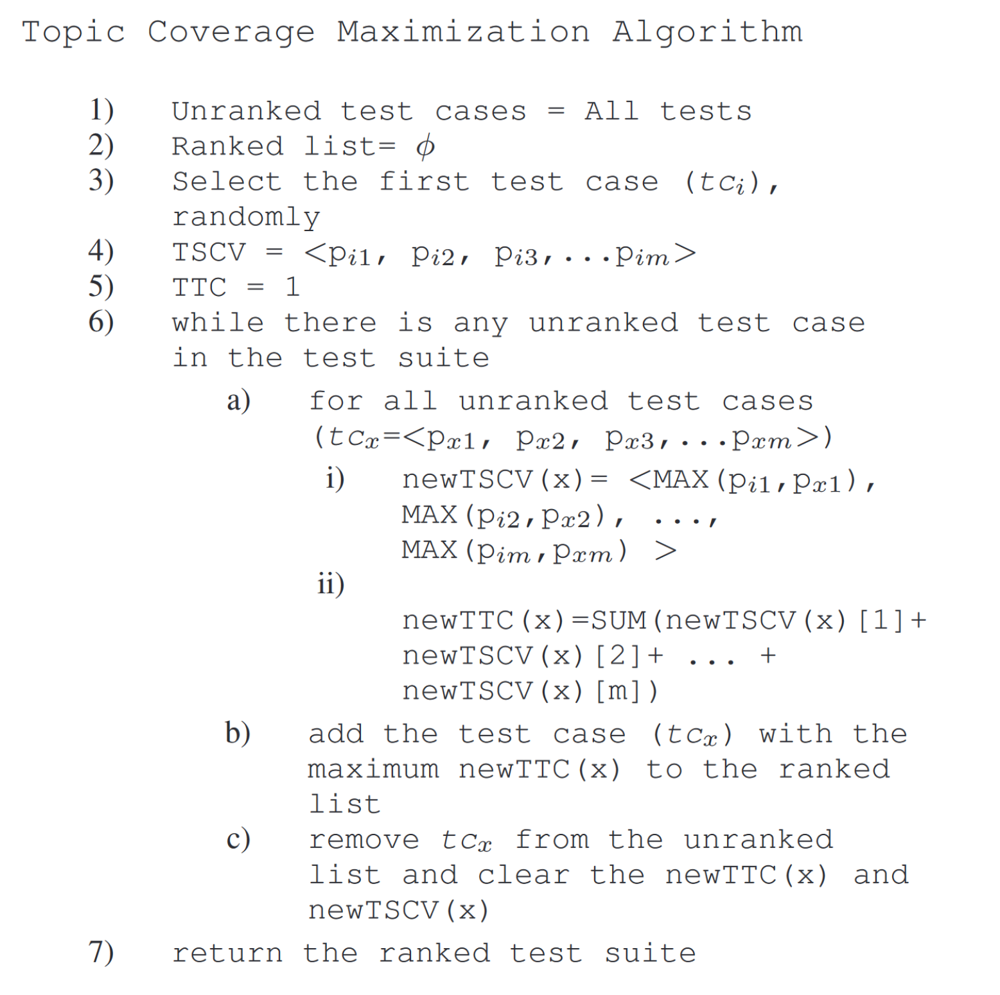 Topic Coverage Maximization Algorithm
1) Unranked test cases = All tests
2) Ranked list= ϕ
3) Select the first test case (tc_i),
randomly
4) TSCV = <p_{i1}, p_{i2}, p_{i3},...p_{im}>
5) TTC = 1
6) while there is any unranked test case
in the test suite
a) for all unranked test cases
(tc_x=<p_{x1}, p_{x2}, p_{x3},...p_{xm}>)
i) newTSCV(x)= <MAX(p_{i1},p_{x1}),
MAX(p_{i2},p_{x2}), ...,
MAX(p_{im},p_{xm}) >
ii)
newTTC(x)=SUM(newTSCV(x)[1]+
newTSCV(x)[2]+ ... +
newTSCV(x)[m])
b) add the test case (tc_x) with the
maximum newTTC(x) to the ranked
list
c) remove tc_x from the unranked
list and clear the newTTC(x) and
newTSCV(x)
7) return the ranked test suite